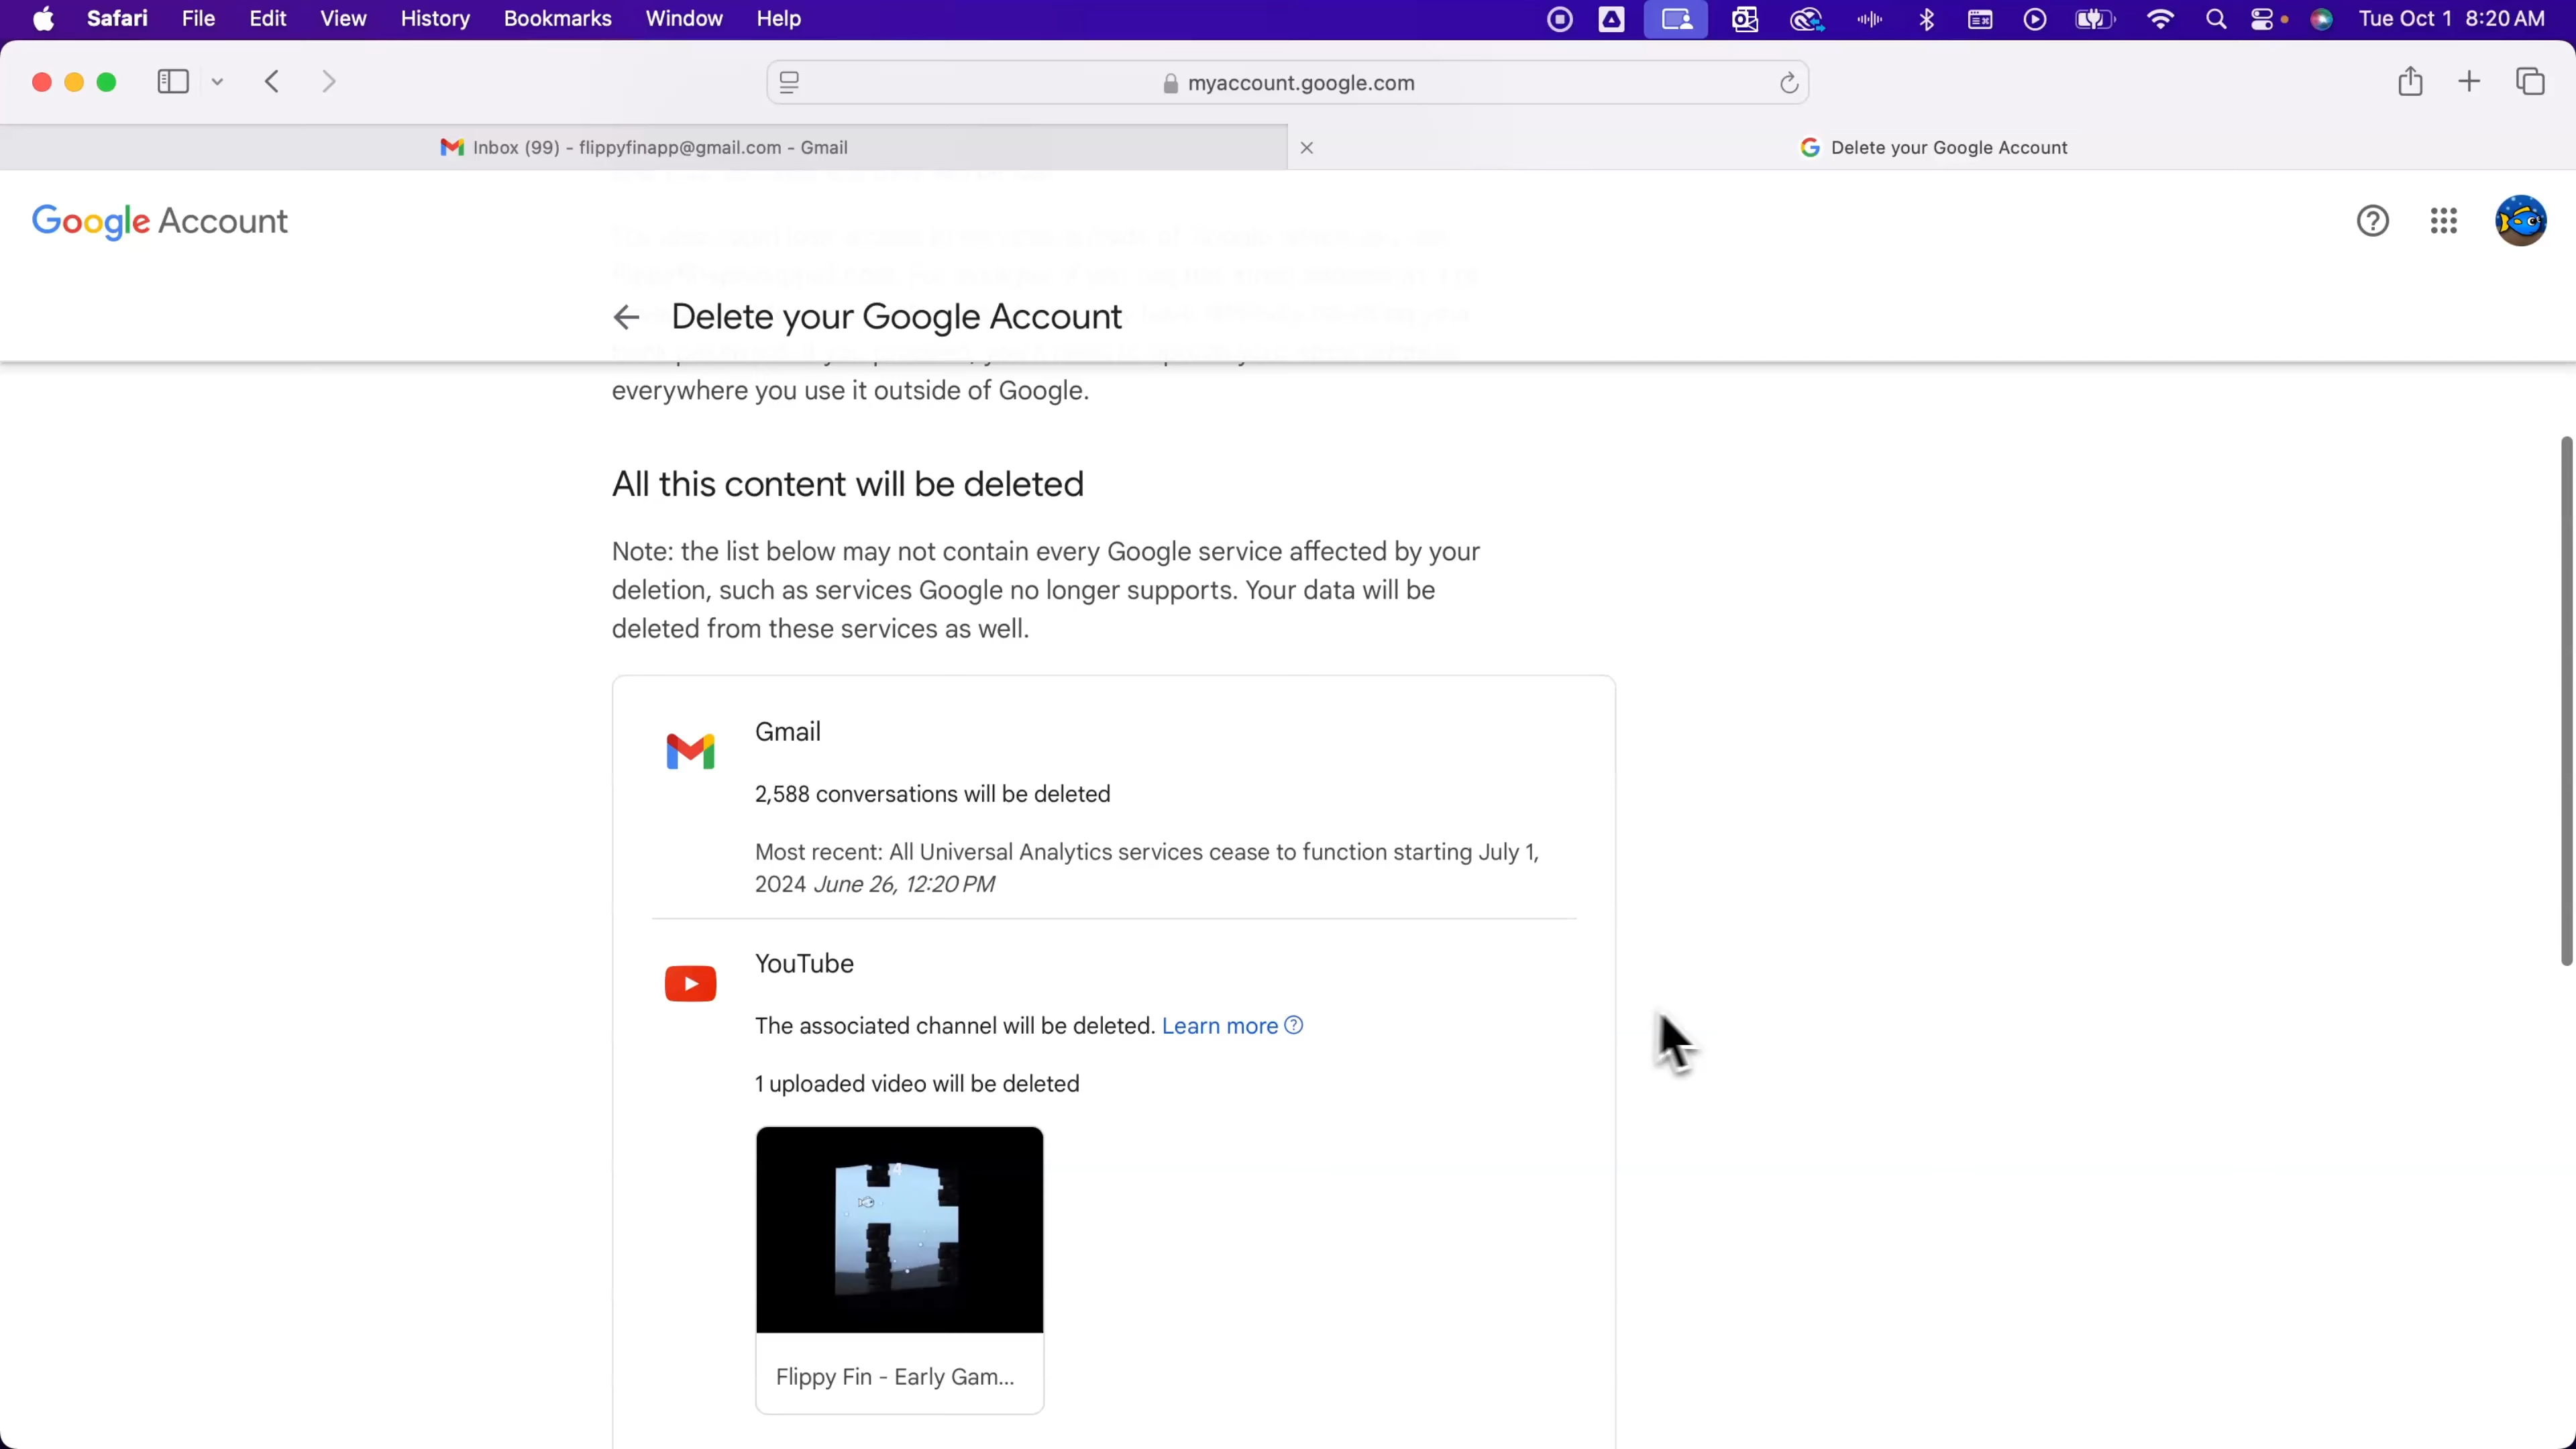 Safari File Edit View History Bookmarks Window Help Tue Oct 1 8:20 AM
myaccount.google.com
Inbox (99) - flippyfinapp@gmail.com - Gmail
Delete your Google Account
Google Account
Delete your Google Account
everywhere you use it outside of Google.
All this content will be deleted
Note: the list below may not contain every Google service affected by your
deletion, such as services Google no longer supports. Your data will be
deleted from these services as well.
Gmail
2,588 conversations will be deleted
Most recent: All Universal Analytics services cease to function starting July 1,
2024 June 26, 12:20 PM
YouTube
The associated channel will be deleted. Learn more
1 uploaded video will be deleted
4
Flippy Fin - Early Gam...